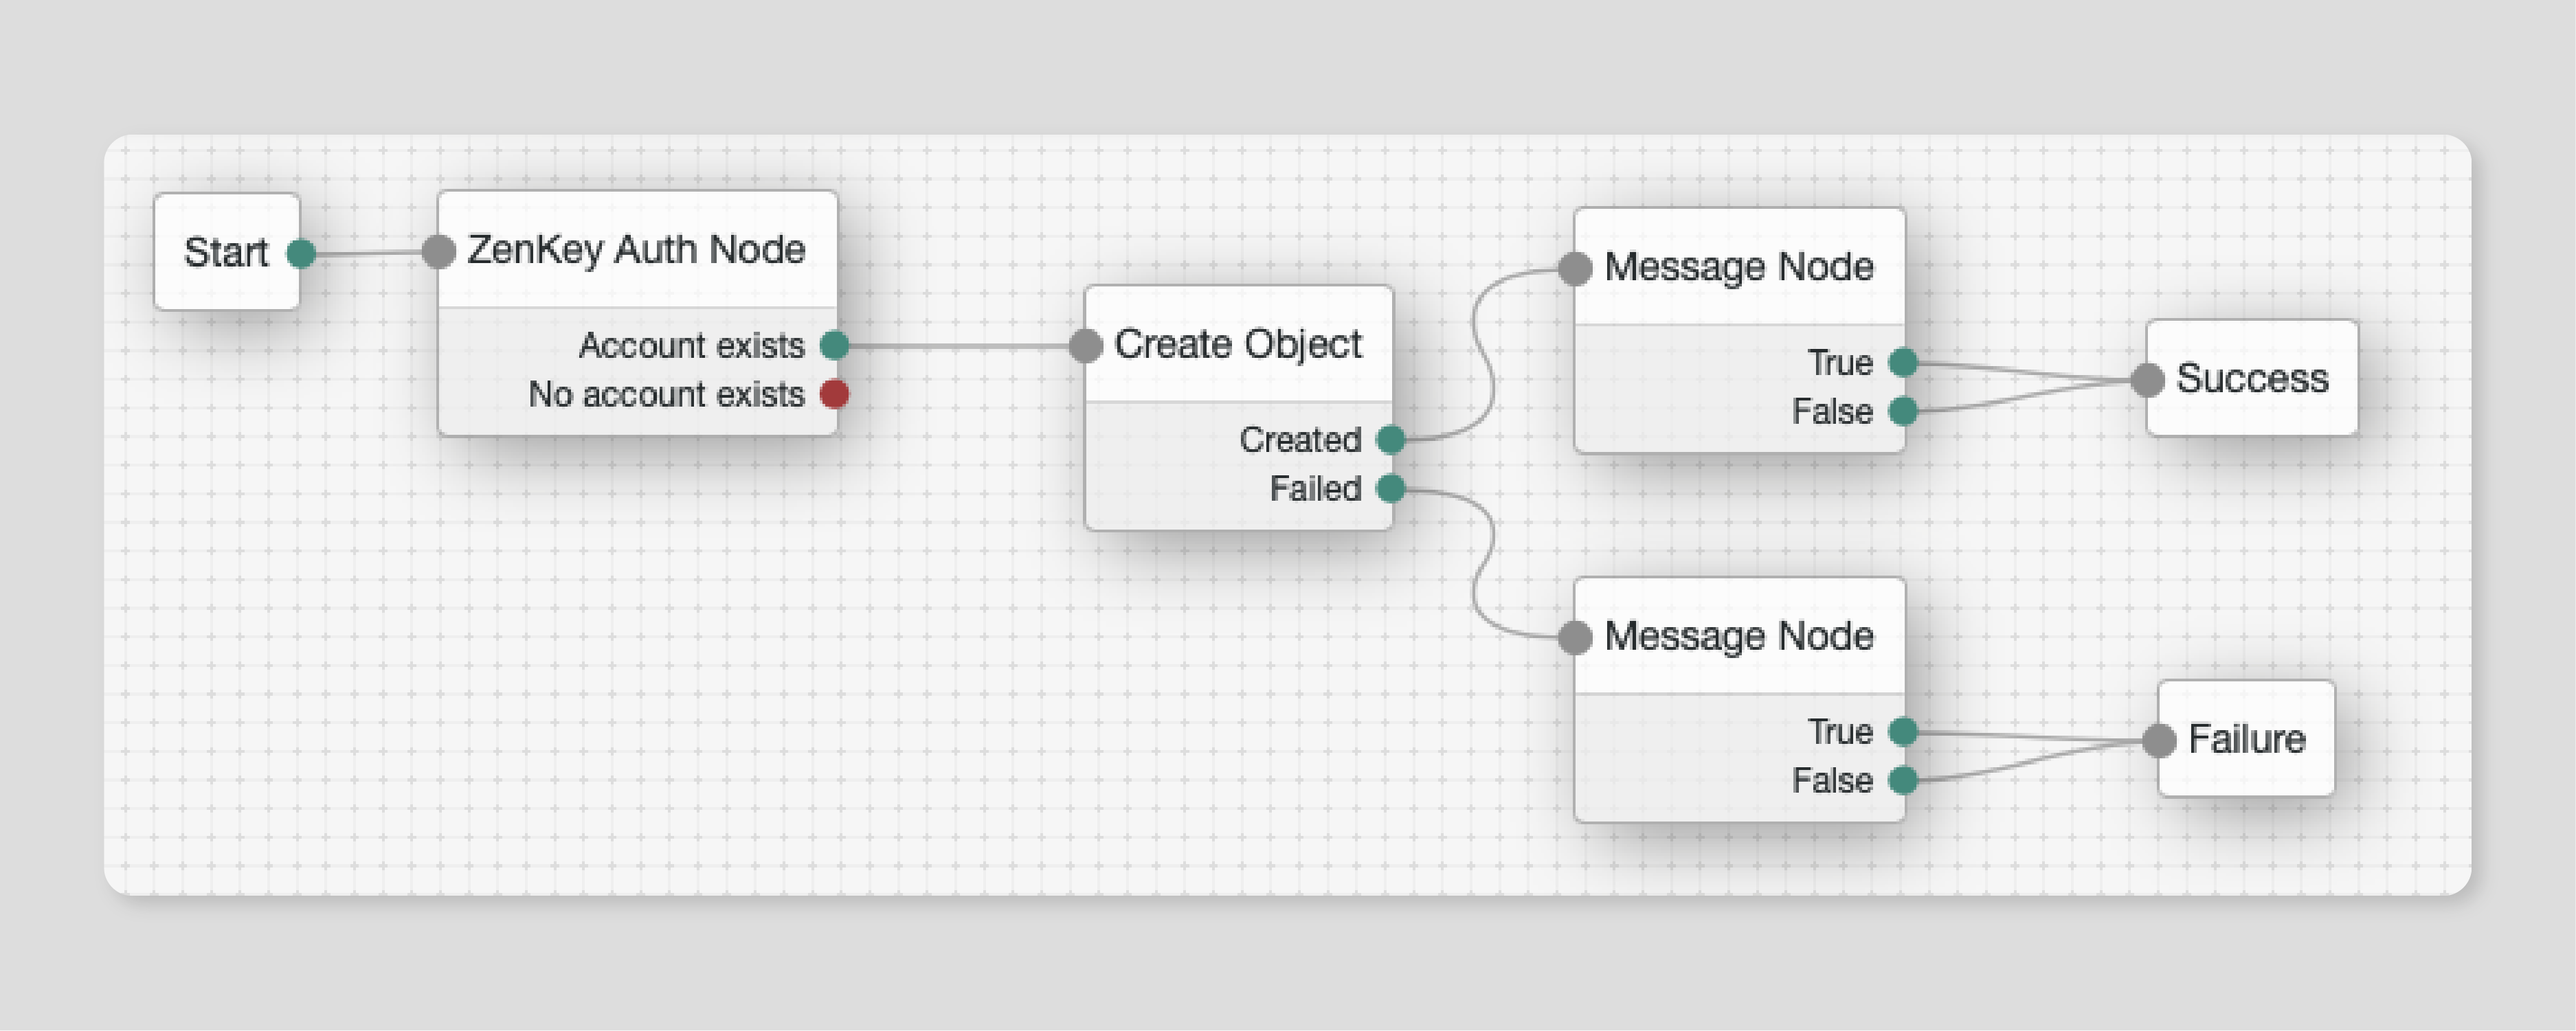 Start
ZenKey Auth Node
Account exists
No account exists
Create Object
Created
Failed
Message Node
True
False
Success
Message Node
True
False
Failure